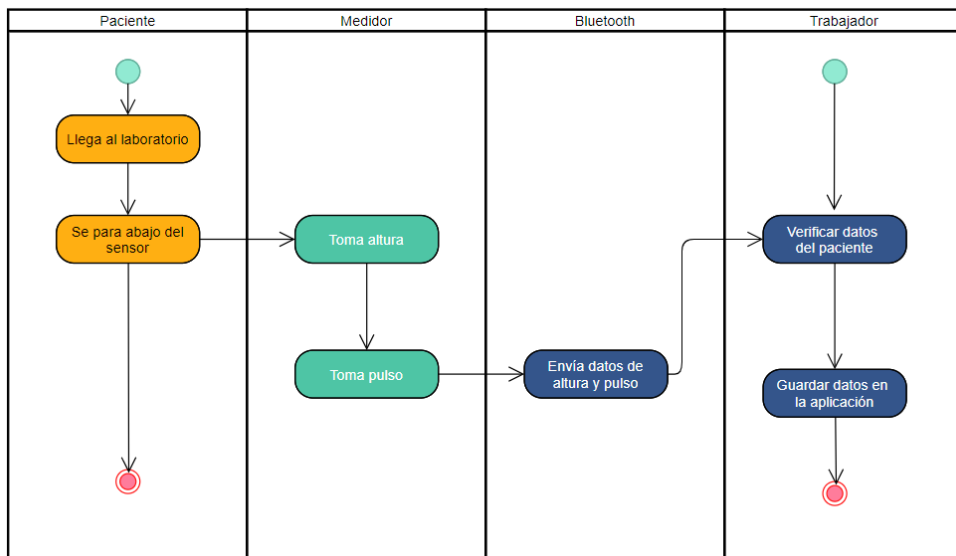 Paciente
Medidor
Bluetooth
Trabajador
Llega al laboratorio
Se para abajo del
sensor
Toma altura
Verificar datos
del paciente
Toma pulso
Envía datos de
altura y pulso
Guardar datos en
la aplicación